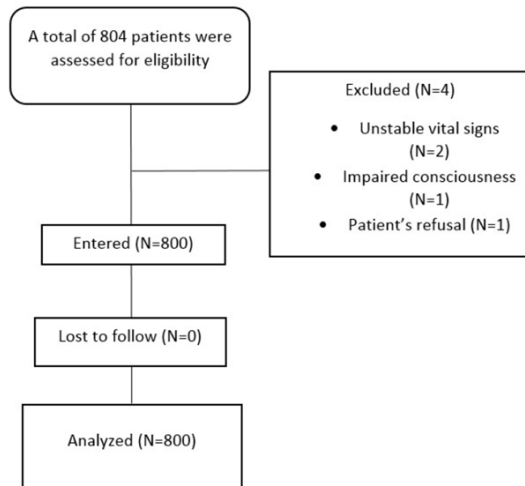 A total of 804 patients were
assessed for eligibility
Excluded (N=4)
• Unstable vital signs
(N=2)
• Impaired consciousness
(N=1)
• Patient's refusal (N=1)
Entered (N=800)
Lost to follow (N=0)
Analyzed (N=800)